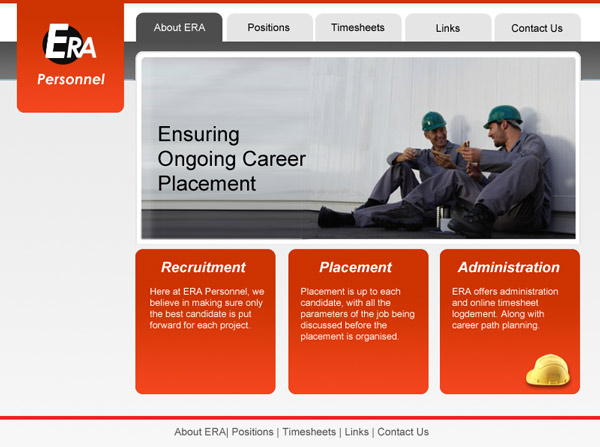 ERA
Personnel
About ERA
Positions
Timesheets
Links
Contact Us
Ensuring
Ongoing Career
Placement
Recruitment
Here at ERA Personnel, we
believe in making sure only
the best candidate is put
forward for each project.
Placement
Placement is up to each
candidate, with all the
parameters of the job being
discussed before the
placement is organised.
Administration
ERA offers administration
and online timesheet
logdement. Along with
career path planning.
About ERA| Positions | Timesheets | Links | Contact Us